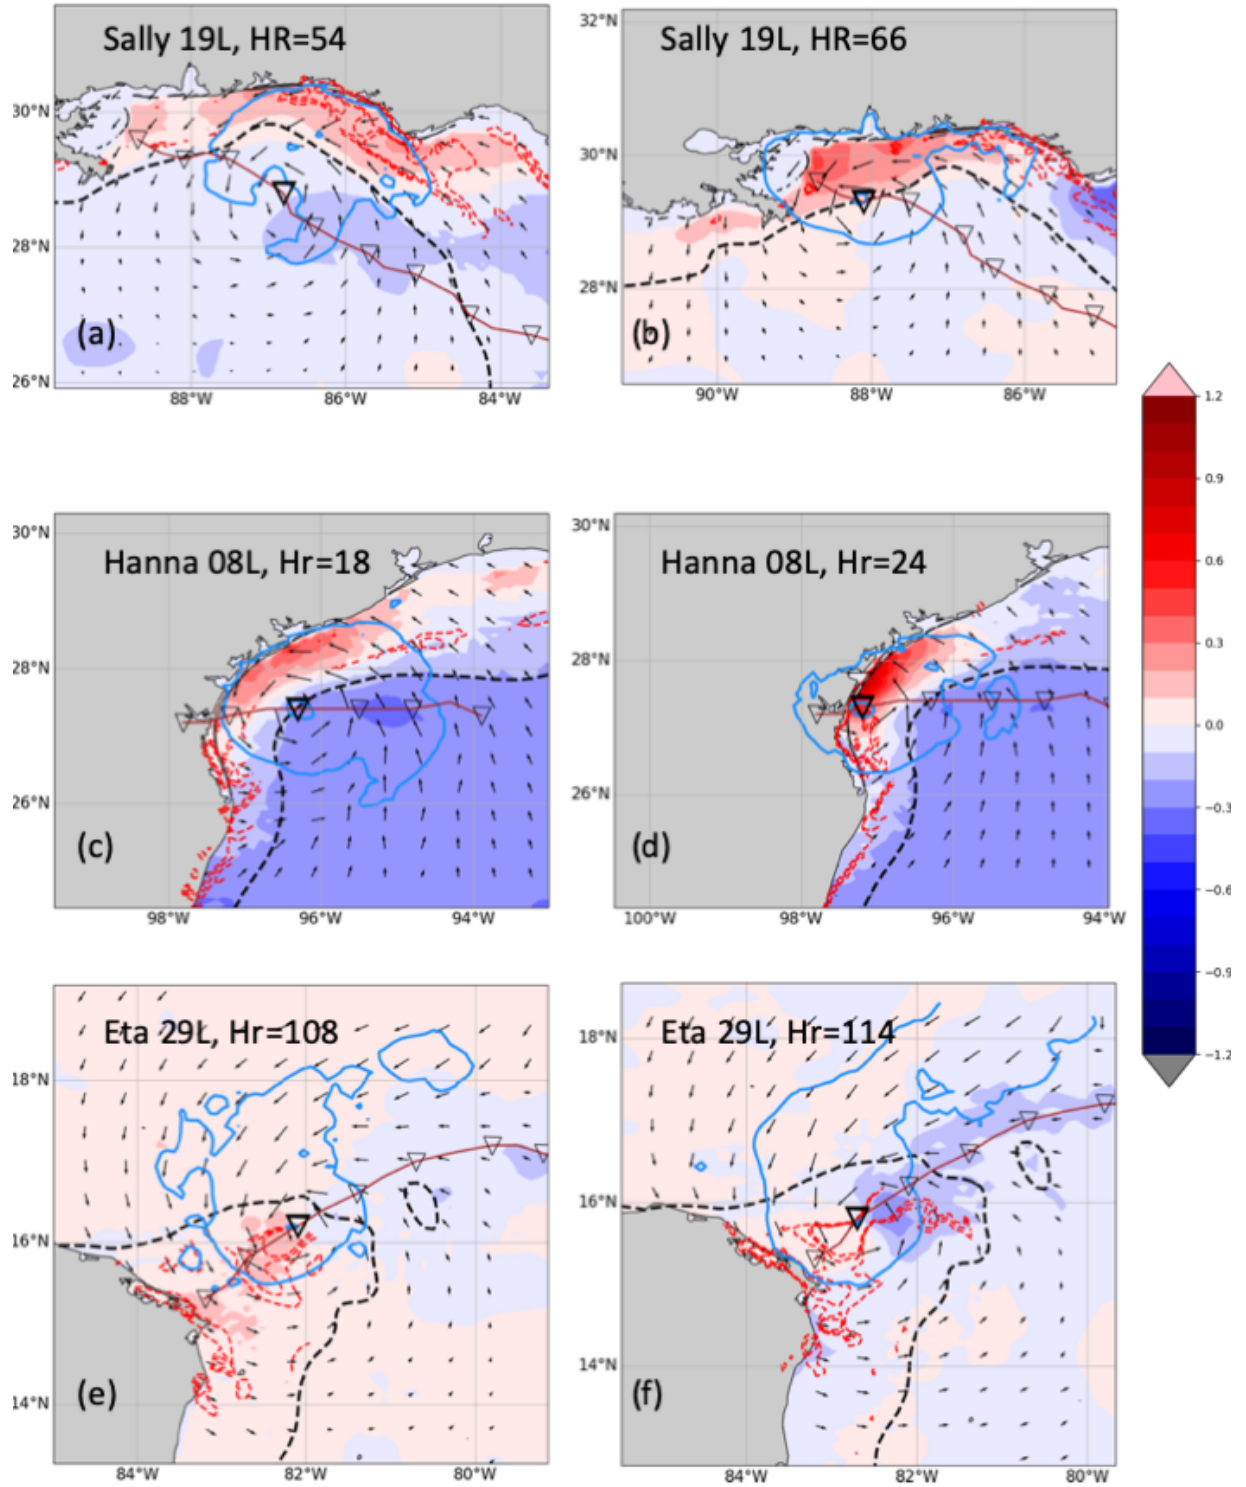 Sally 19L, HR=54
30°N
28°N
26°N
(a)
88°W 86°W 84°W
32°N
Sally 19L, HR=66
30°N
28°N
(b)
90°W 88°W 86°W
1.2
0.9
0.6
0.3
0.0
-0.3
-0.6
-0.9
-1.2
30°N
Hanna 08L, Hr=18
28°N
26°N
(c)
98°W 96°W 94°W
30°N
Hanna 08L, Hr=24
28°N
26°N
(d)
100°W 98°W 96°W 94°W
Eta 29L, Hr=108
18°N
16°N
14°N
(e)
84°W 82°W 80°W
Eta 29L, Hr=114
18°N
16°N
14°N
(f)
84°W 82°W 80°W